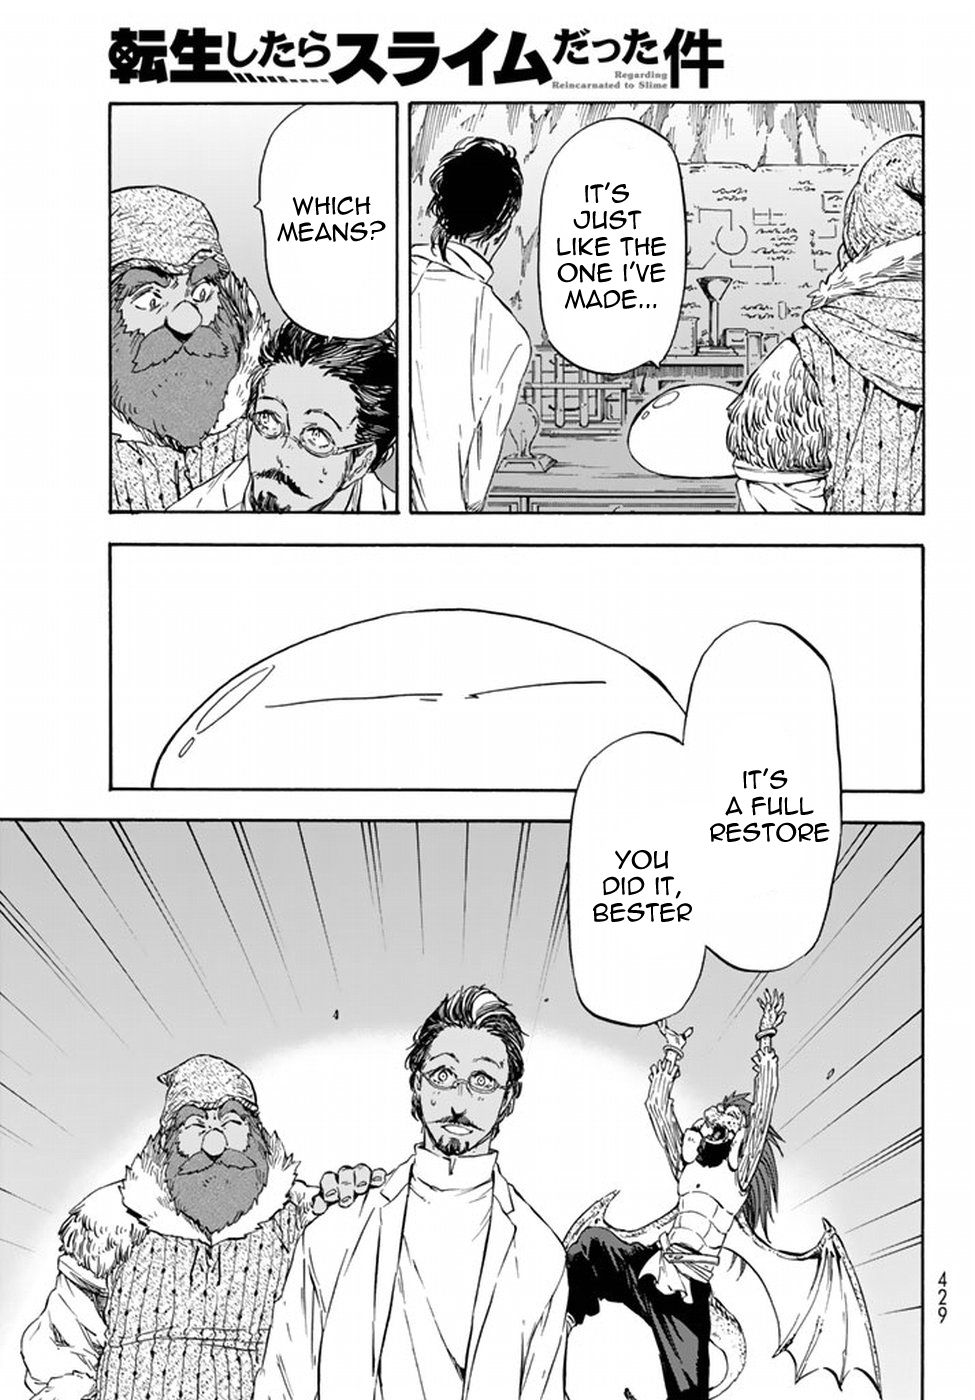 転生したらスライムだった件
Regarding
Reincarnated to Slime
IT'S
JUST
LIKE THE
ONE I'VE
MADE...
WHICH
MEANS?
IT'S
A FULL
RESTORE
YOU
DID IT,
BESTER
429